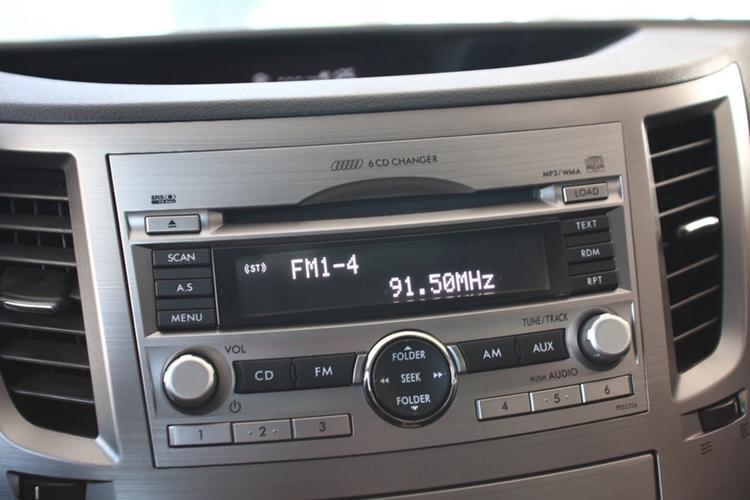 6 CD CHANGER
MP3/WMA
SRS
LOAD
TEXT
SCAN
((ST)) FM1-4
RDM
91.50MHz
A.S
RPT
MENU
TUNE/TRACK
VOL
CD
FM
FOLDER
SEEK
FOLDER
AM
AUX
PUSH AUDIO
1
-2-
3
4
-5-
6